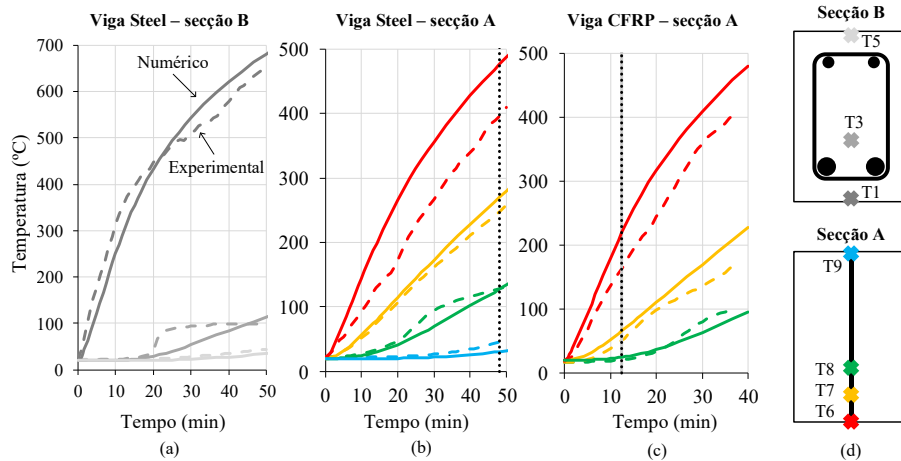 Viga Steel – secção B
Viga Steel – secção A
Viga CFRP – secção A
Secção B
700
600
500
400
300
200
100
0
Temperatura (ºC)
Numérico
Experimental
0 10 20 30 40 50
Tempo (min)
(a)
500
400
300
200
100
0
0 10 20 30 40 50
Tempo (min)
(b)
500
400
300
200
100
0
0 10 20 30 40
Tempo (min)
(c)
T5
T3
T1
Secção A
T9
T8
T7
T6
(d)